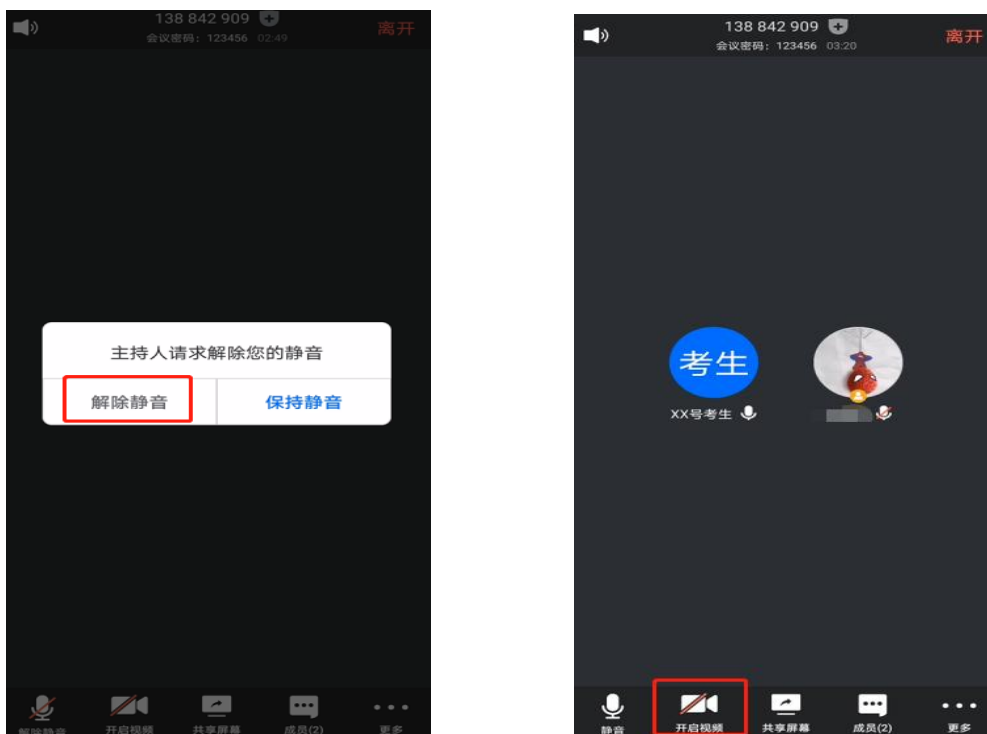 138 842 909
会议密码：123456 02:49
离开
主持人请求解除您的静音
解除静音
保持静音
解除静音
开启视频
共享屏幕
成员(2)
更多
138 842 909
会议密码：123456 03:20
离开
考生
XX号考生
静音
开启视频
共享屏幕
成员(2)
更多